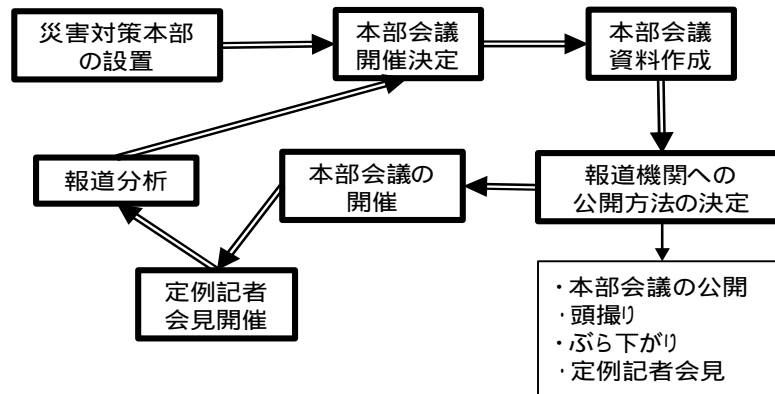 災害対策本部
の設置
本部会議
開催決定
本部会議
資料作成
報道分析
本部会議の
開催
報道機関への
公開方法の決定
定例記者
会見開催
・本部会議の公開
・頭撮り
・ぶら下がり
・定例記者会見